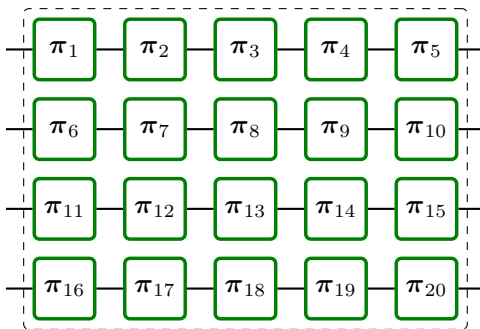 π₁ π₂ π₃ π₄ π₅
π₆ π₇ π₈ π₉ π₁₀
π₁₁ π₁₂ π₁₃ π₁₄ π₁₅
π₁₆ π₁₇ π₁₈ π₁₉ π₂₀